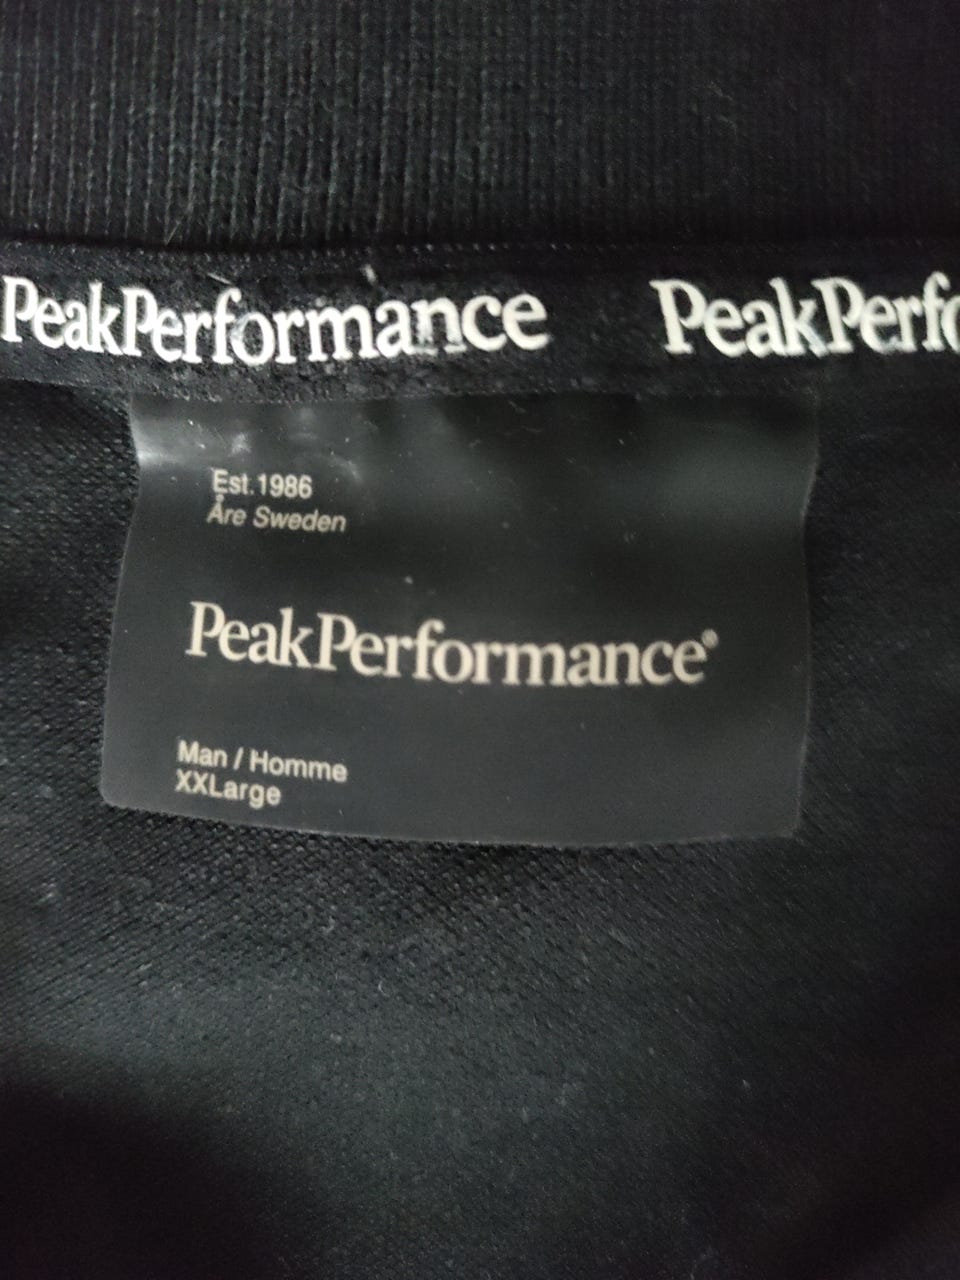 PeakPerformance PeakPerfo
Est.1986
Åre Sweden
PeakPerformance®
Man / Homme
XXLarge